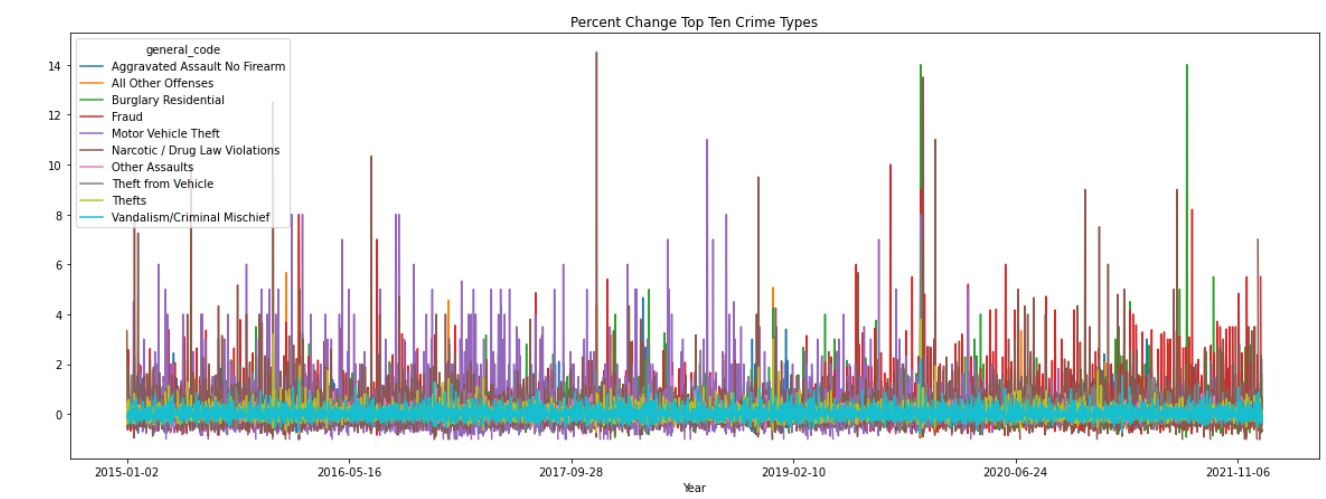 Percent Change Top Ten Crime Types
general_code
Aggravated Assault No Firearm
All Other Offenses
Burglary Residential
Fraud
Motor Vehicle Theft
Narcotic / Drug Law Violations
Other Assaults
Theft from Vehicle
Thefts
Vandalism/Criminal Mischief
14
12
10
8
6
4
2
0
2015-01-02 2016-05-16 2017-09-28 2019-02-10 2020-06-24 2021-11-06
Year